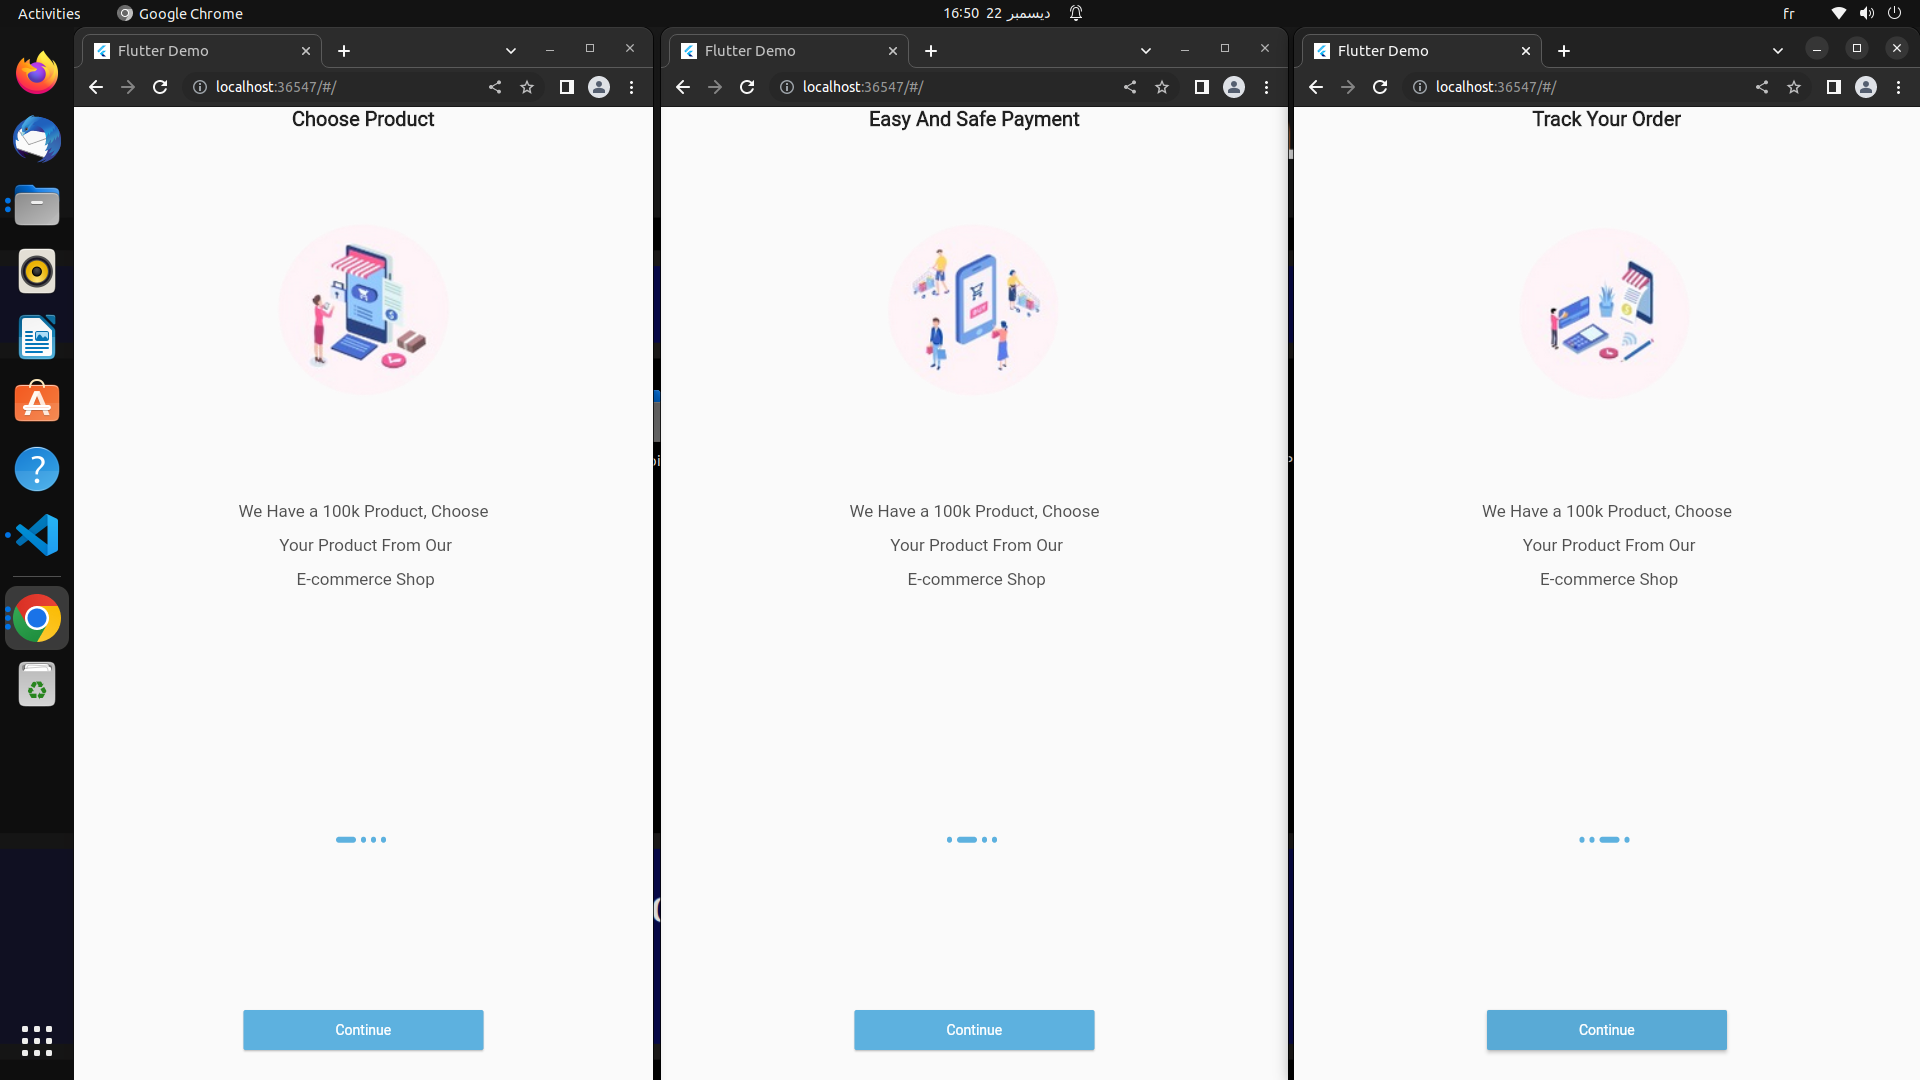 Activities
Google Chrome
16:50 22 ديسمبر
fr
Flutter Demo
localhost:36547/#/
Choose Product
We Have a 100k Product, Choose
Your Product From Our
E-commerce Shop
Continue
Flutter Demo
localhost:36547/#/
Easy And Safe Payment
BUY
We Have a 100k Product, Choose
Your Product From Our
E-commerce Shop
Continue
Flutter Demo
localhost:36547/#/
Track Your Order
We Have a 100k Product, Choose
Your Product From Our
E-commerce Shop
Continue